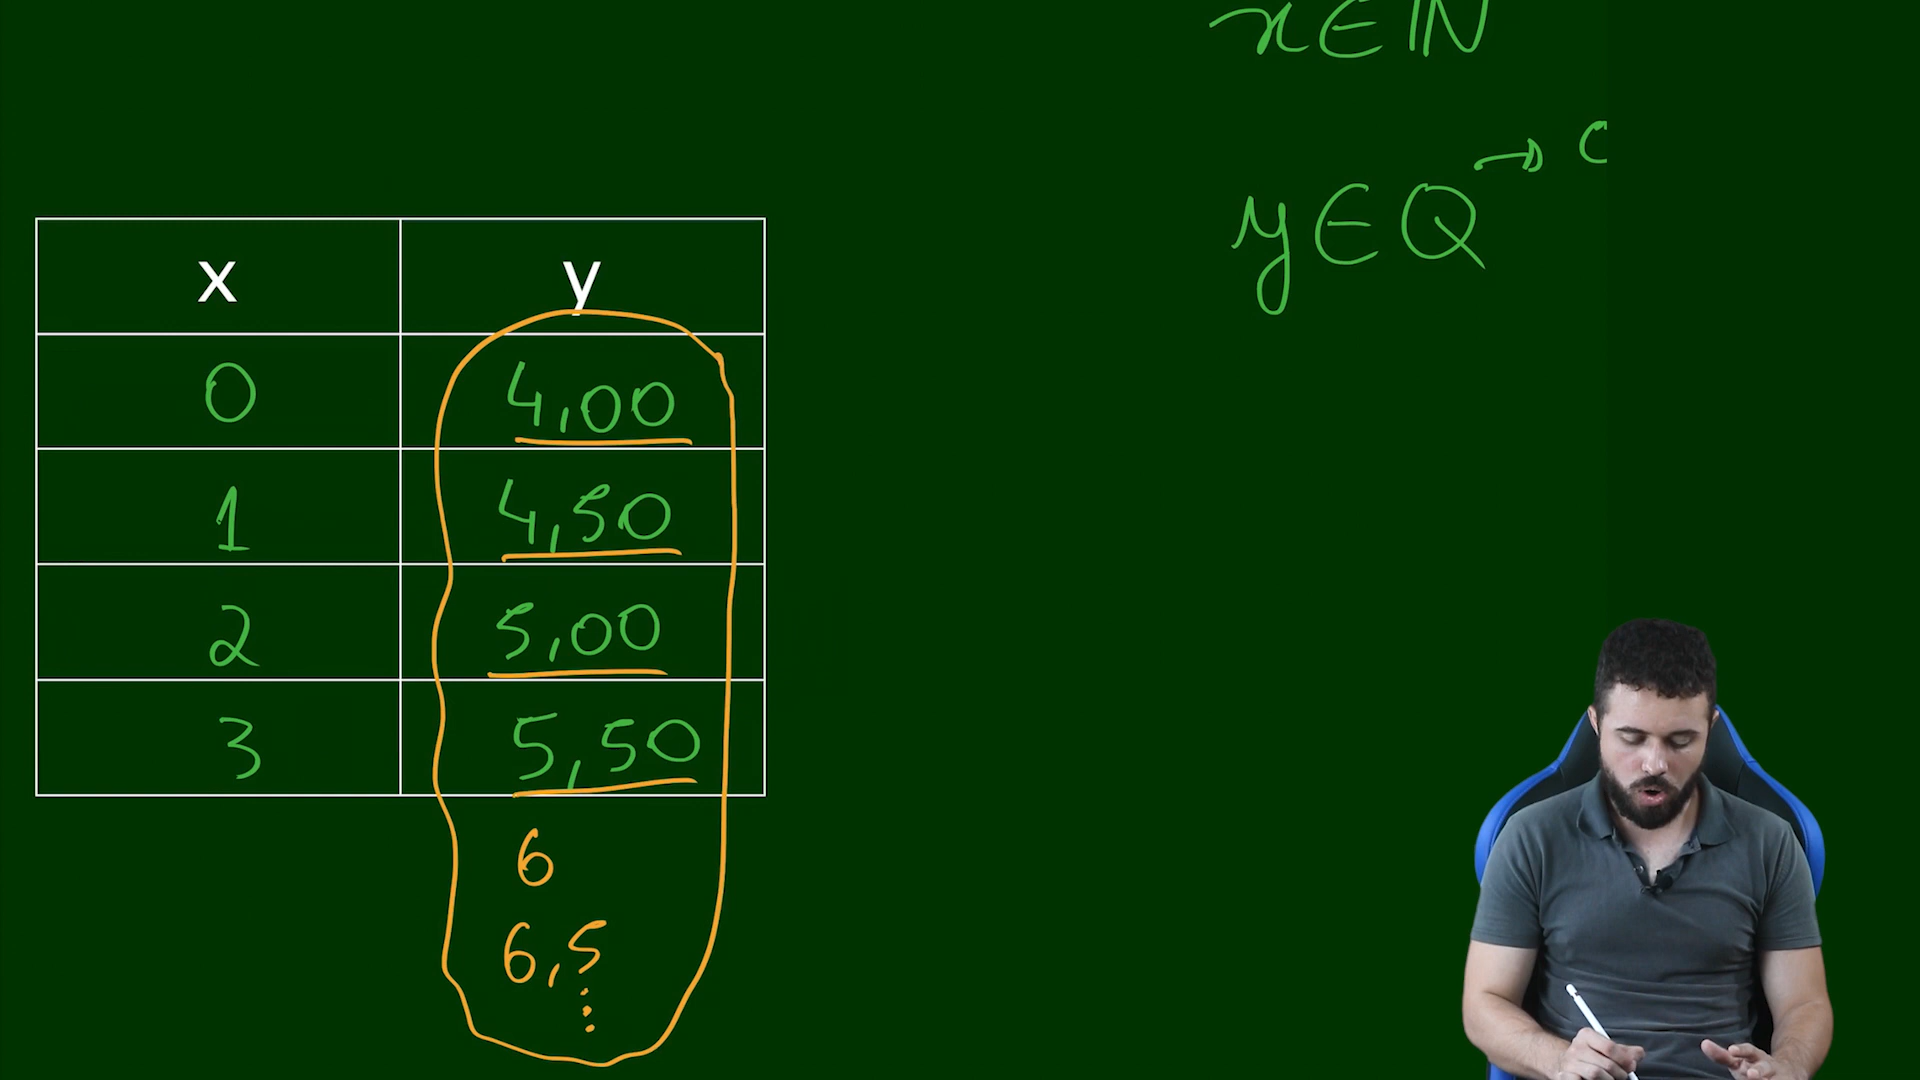 x ∈ ℕ
y ∈ Q → C
x y
0 4,00
1 4,50
2 5,00
3 5,50
6
6,5
⋮